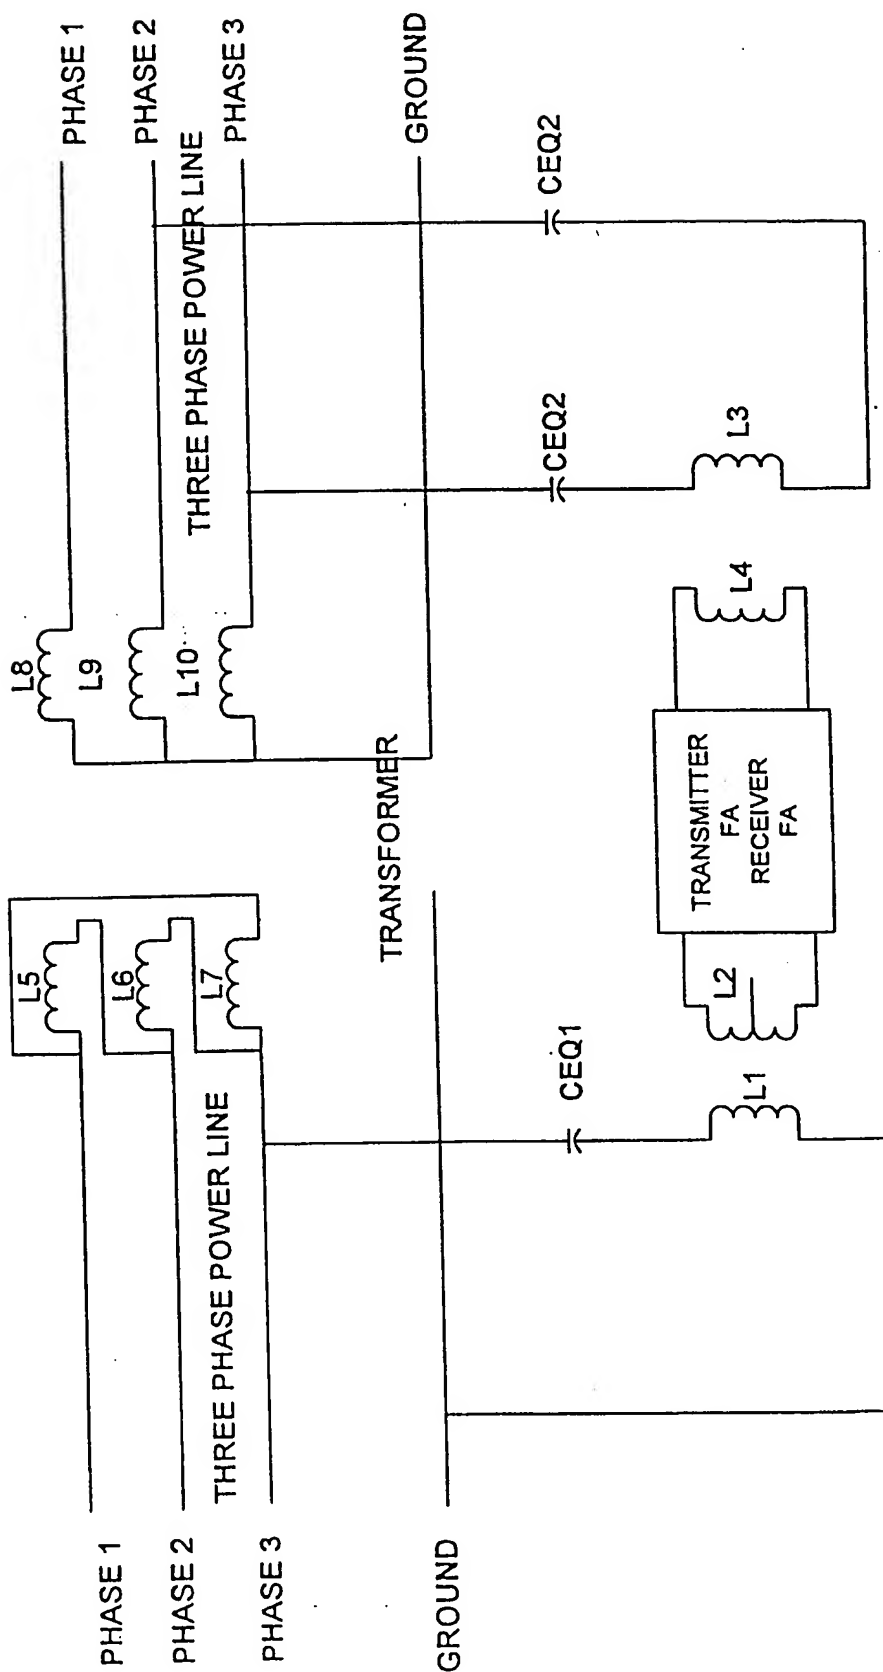 PHASE 1
PHASE 2
PHASE 3
GROUND
THREE PHASE POWER LINE
L5
L6
L7
TRANSFORMER
L8
L9
L10
THREE PHASE POWER LINE
PHASE 1
PHASE 2
PHASE 3
GROUND
CEQ1
L1
L2
TRANSMITTER
FA
RECEIVER
FA
L4
L3
CEQ2
CEQ2